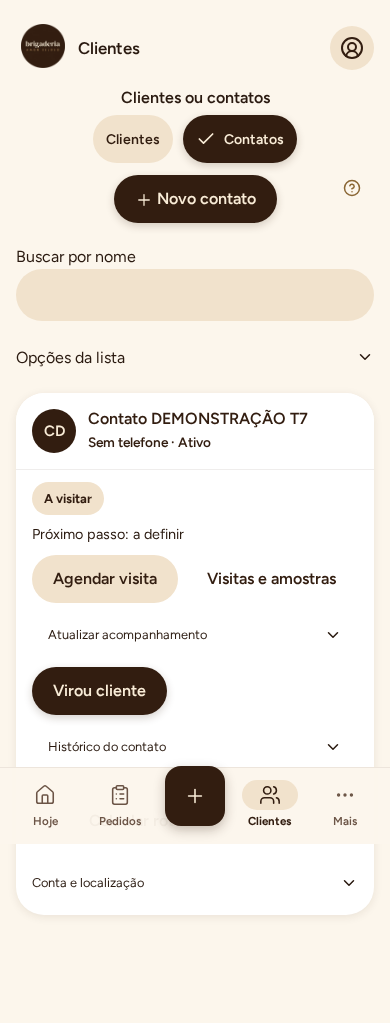 brigaderia
Clientes
Clientes ou contatos
Clientes
Contatos
Novo contato
Buscar por nome
Opções da lista
CD
Contato DEMONSTRAÇÃO T7
Sem telefone · Ativo
A visitar
Próximo passo: a definir
Agendar visita
Visitas e amostras
Atualizar acompanhamento
Virou cliente
Histórico do contato
Hoje
Pedidos
Clientes
Mais
Conta e localização